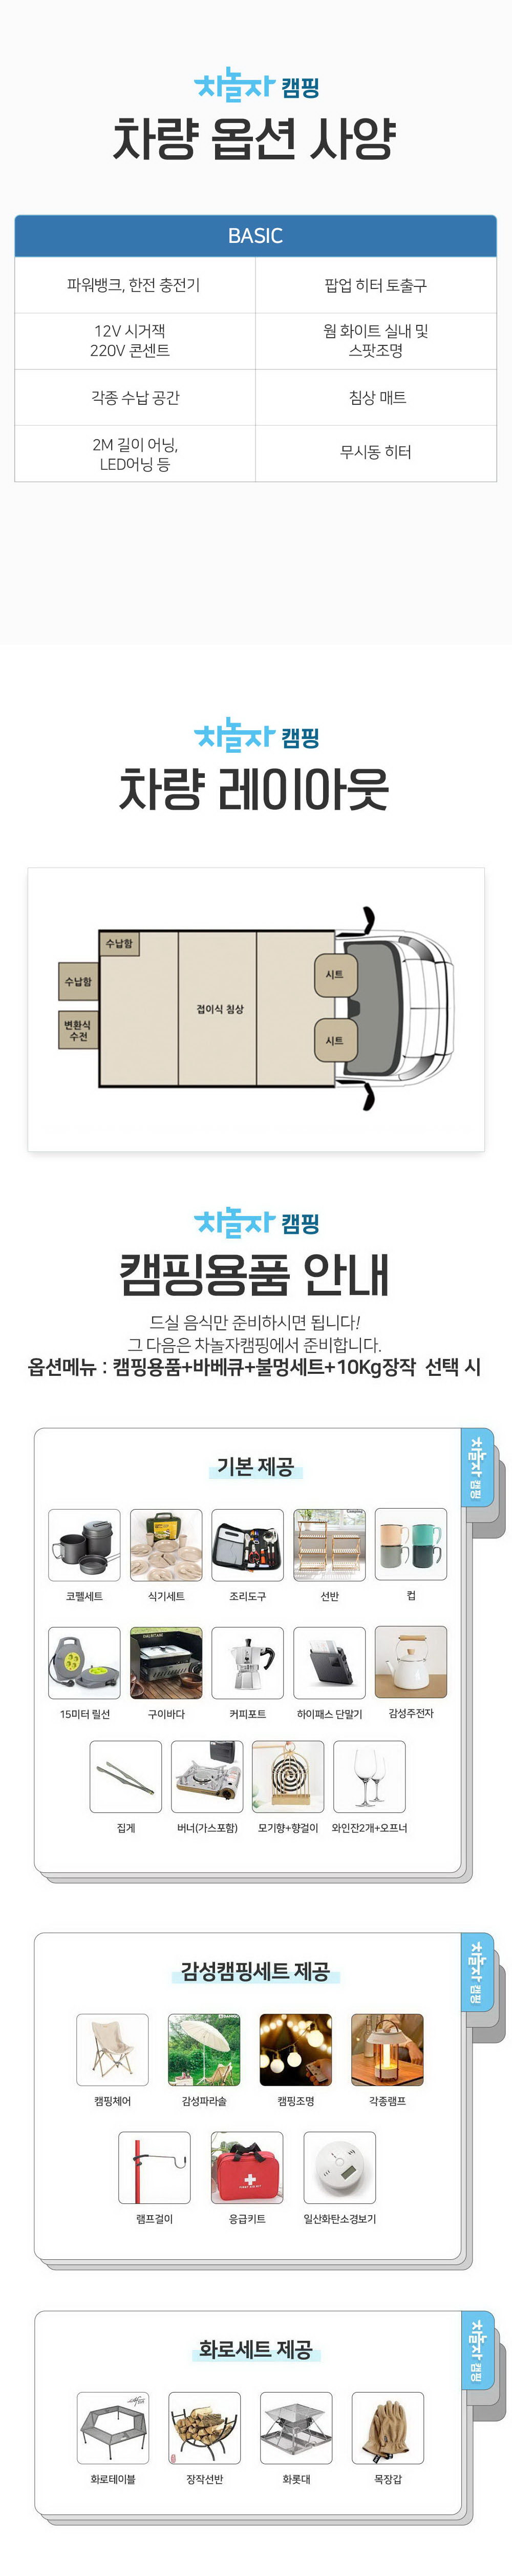 차놀자 캠핑
차량 옵션 사양
BASIC
파워뱅크, 한전 충전기
팝업 히터 토출구
12V 시거잭
220V 콘센트
웜 화이트 실내 및
스팟조명
각종 수납 공간
침상 매트
2M 길이 어닝,
LED어닝 등
무시동 히터
차놀자 캠핑
차량 레이아웃
수납함
수납함
변환식
수전
접이식 침상
시트
시트
차놀자 캠핑
캠핑용품 안내
드실 음식만 준비하시면 됩니다!
그 다음은 차놀자캠핑에서 준비합니다.
옵션메뉴 : 캠핑용품+바베큐+불멍세트+10Kg장작 선택 시
차놀자 캠핑
기본 제공
코펠세트
식기세트
조리도구
선반
컵
15미터 릴선
구이바다
커피포트
하이패스 단말기
감성주전자
집게
버너(가스포함)
모기향+향걸이
와인잔2개+오프너
차놀자 캠핑
감성캠핑세트 제공
캠핑체어
감성파라솔
캠핑조명
각종램프
램프걸이
FIRST AID KIT
응급키트
일산화탄소경보기
차놀자 캠핑
화로세트 제공
화로테이블
장작선반
화롯대
목장갑